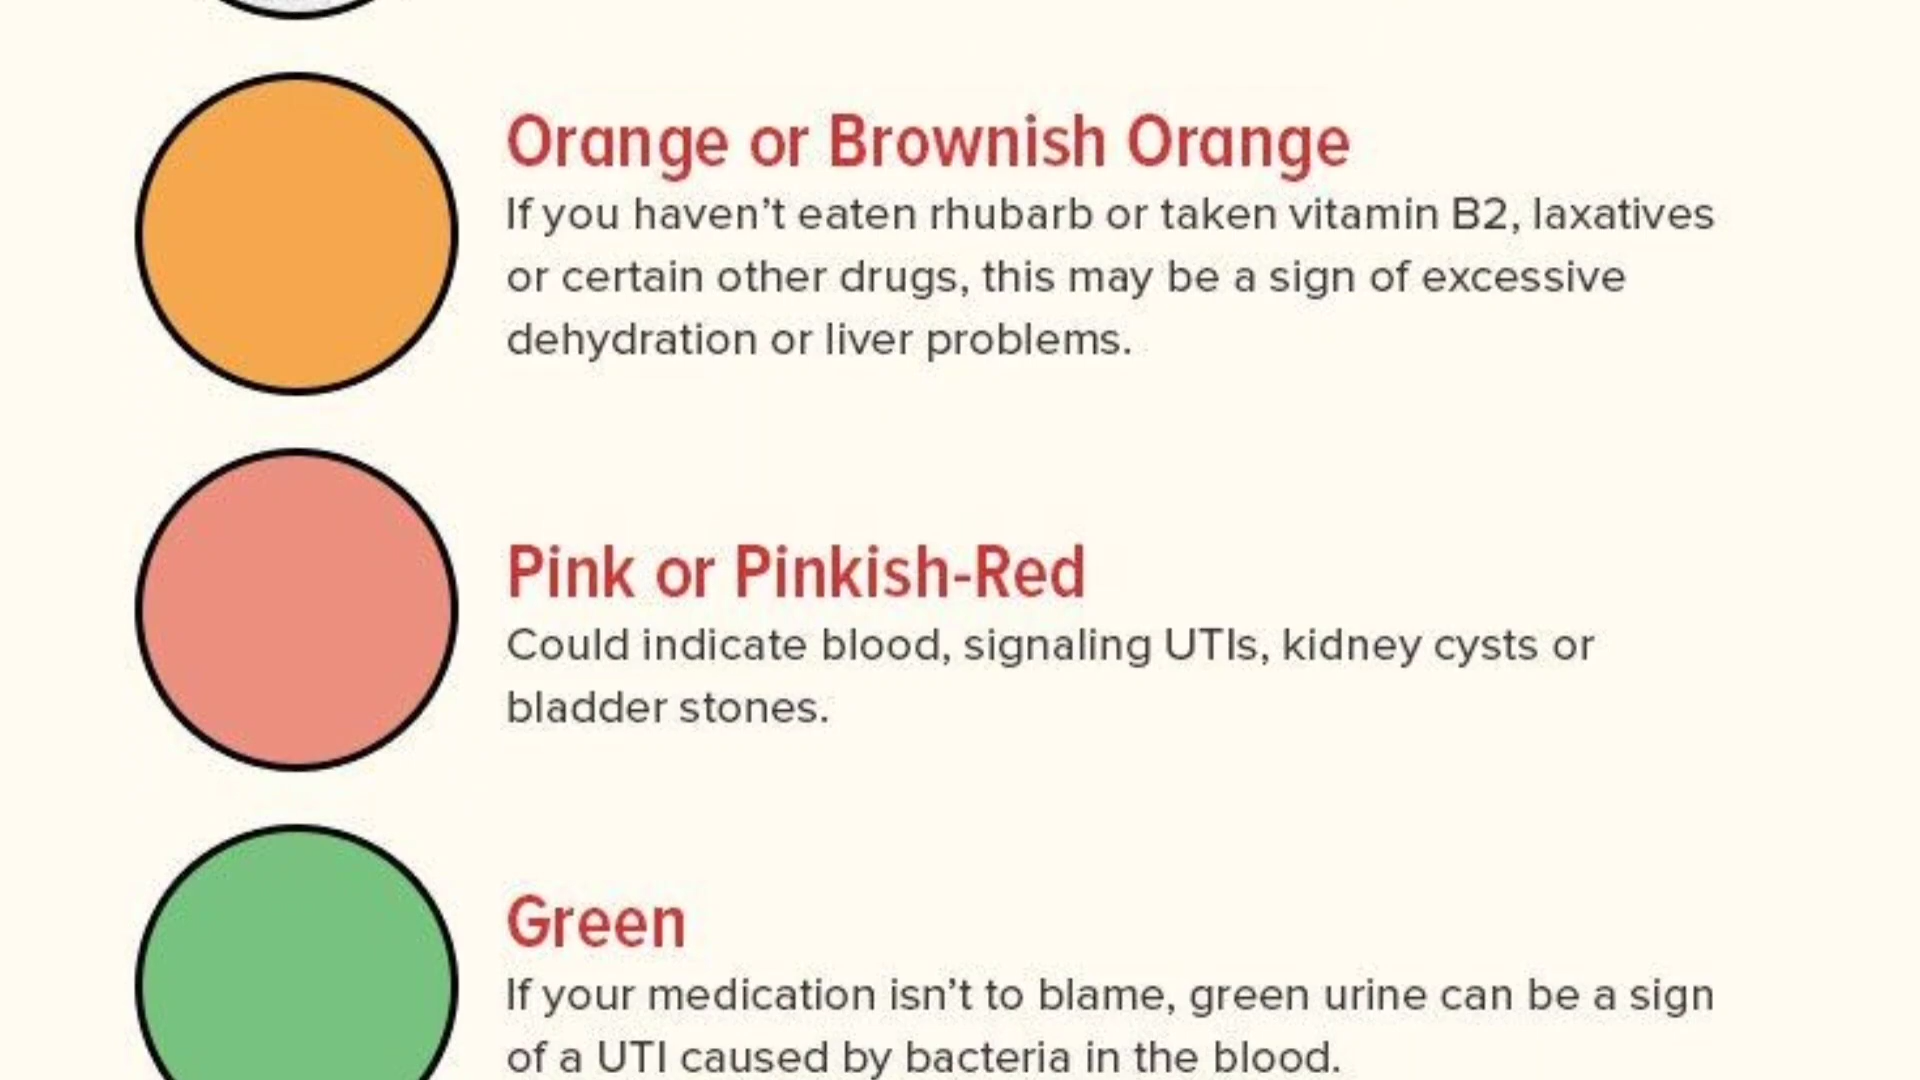 Orange or Brownish Orange
If you haven’t eaten rhubarb or taken vitamin B2, laxatives
or certain other drugs, this may be a sign of excessive
dehydration or liver problems.
Pink or Pinkish-Red
Could indicate blood, signaling UTIs, kidney cysts or
bladder stones.
Green
If your medication isn’t to blame, green urine can be a sign
of a UTI caused by bacteria in the blood.